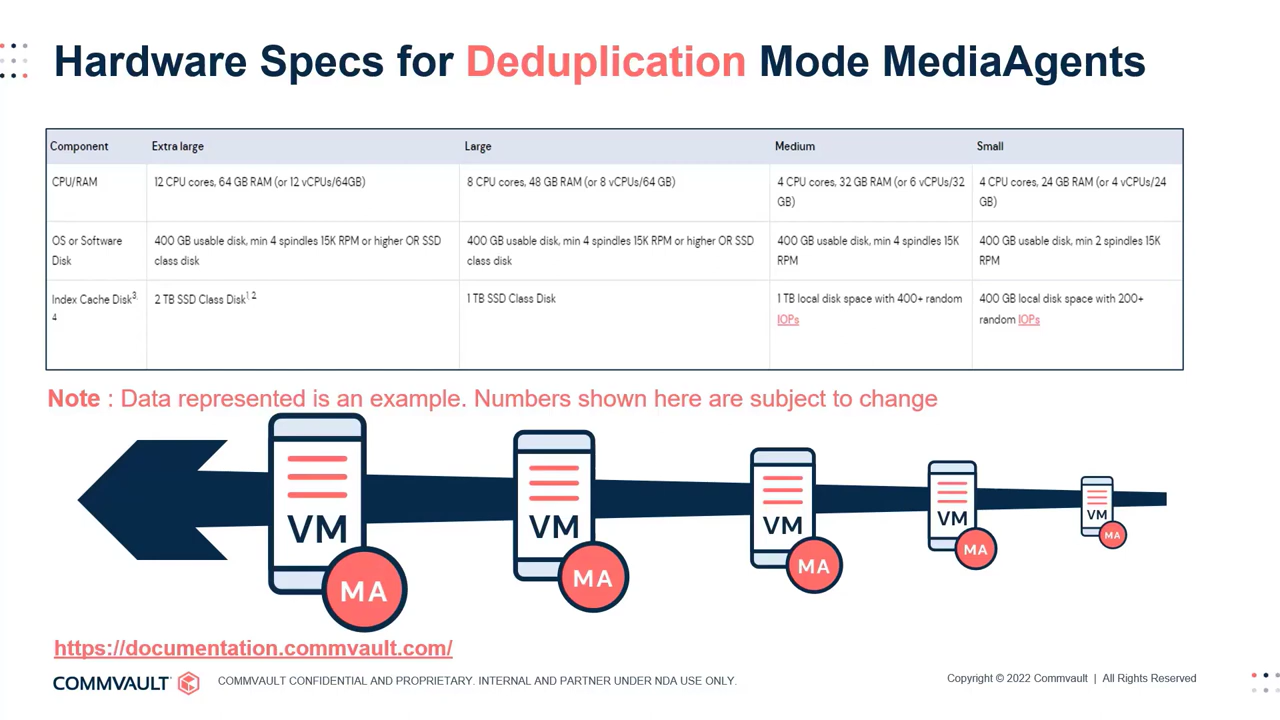 Hardware Specs for Deduplication Mode MediaAgents
Component Extra large Large Medium Small
CPU/RAM 12 CPU cores, 64 GB RAM (or 12 vCPUs/64GB) 8 CPU cores, 48 GB RAM (or 8 vCPUs/64 GB) 4 CPU cores, 32 GB RAM (or 6 vCPUs/32 4 CPU cores, 24 GB RAM (or 4 vCPUs/24
GB) GB)
OS or Software 400 GB usable disk, min 4 spindles 15K RPM or higher OR SSD 400 GB usable disk, min 4 spindles 15K RPM or higher OR SSD 400 GB usable disk, min 4 spindles 15K 400 GB usable disk, min 2 spindles 15K
Disk class disk class disk RPM RPM
Index Cache Disk3, 2 TB SSD Class Disk1 2 1 TB SSD Class Disk 1 TB local disk space with 400+ random 400 GB local disk space with 200+
4 IOPs random IOPs
Note : Data represented is an example. Numbers shown here are subject to change
VM VM VM VM VM
MA MA MA MA MA
https://documentation.commvault.com/
COMMVAULT COMMVAULT CONFIDENTIAL AND PROPRIETARY. INTERNAL AND PARTNER UNDER NDA USE ONLY. Copyright © 2022 Commvault | All Rights Reserved